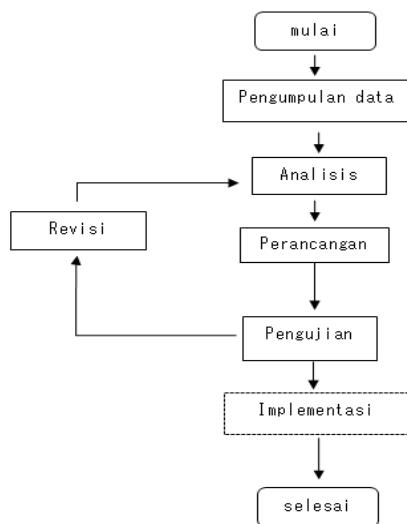 mulai
Pengumpulan data
Analisis
Revisi
Perancangan
Pengujian
Implementasi
selesai